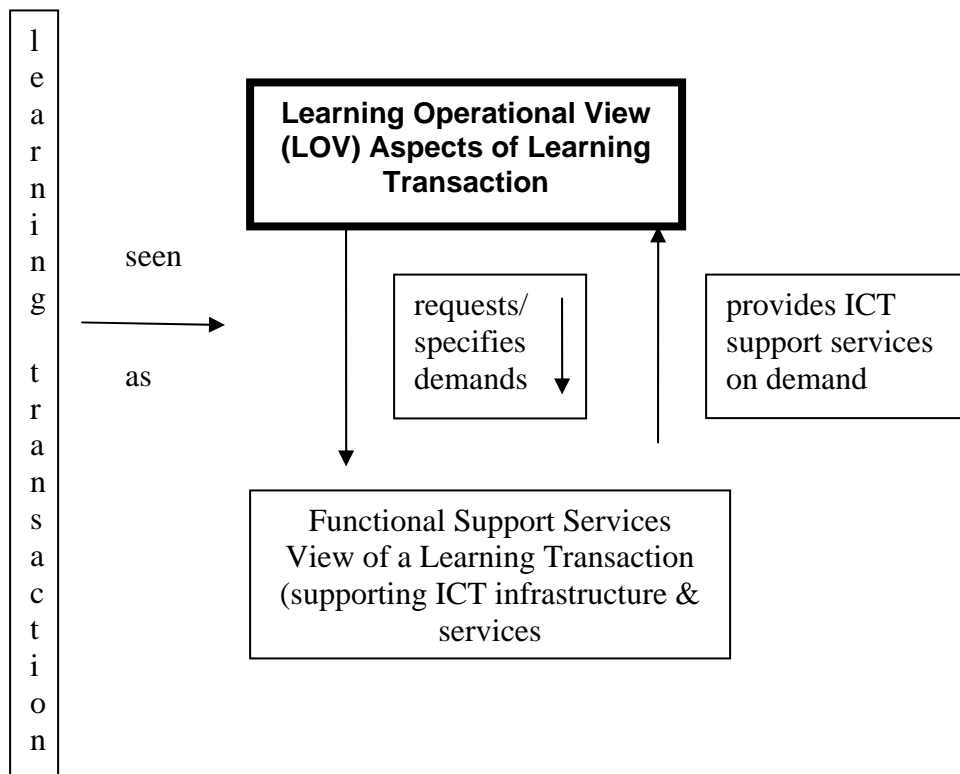 learning transaction
seen
as
Learning Operational View
(LOV) Aspects of Learning
Transaction
requests/
specifies
demands
provides ICT
support services
on demand
Functional Support Services
View of a Learning Transaction
(supporting ICT infrastructure &
services